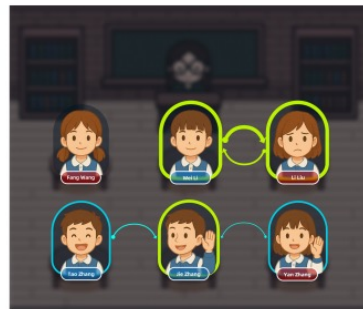 Fang Wang
Mei Li
Li Liu
Tao Zhang
Jie Zhang
Yan Zhang